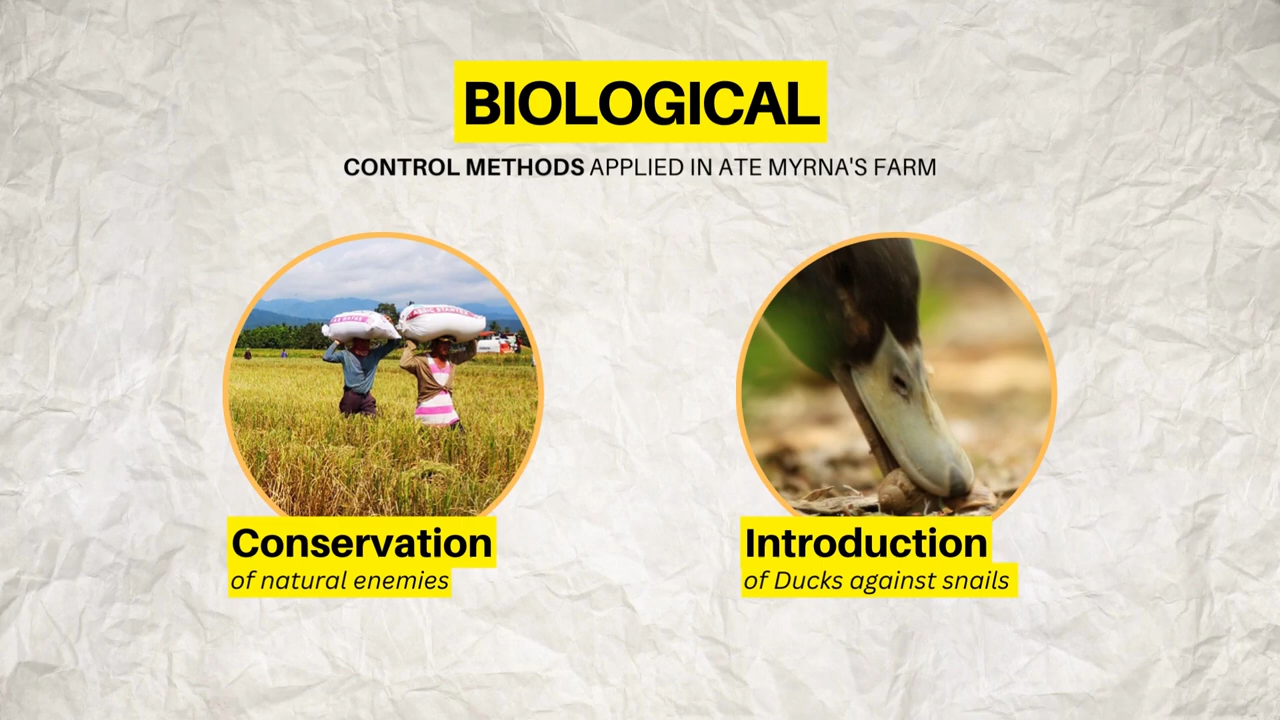 BIOLOGICAL
CONTROL METHODS APPLIED IN ATE MYRNA'S FARM
Conservation
of natural enemies
Introduction
of Ducks against snails